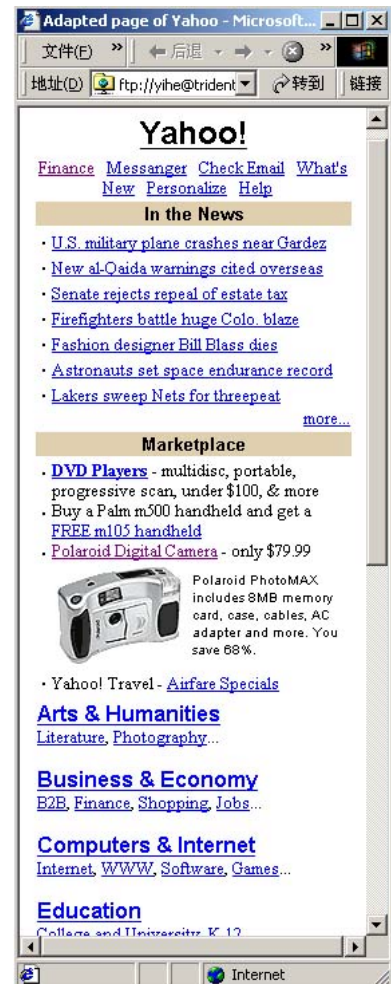 Adapted page of Yahoo - Microsoft...
文件(F) » 后退 »
地址(D) ftp://yihe@trident 转到 链接
Yahoo!
Finance Messanger Check Email What's
New Personalize Help
In the News
· U.S. military plane crashes near Gardez
· New al-Qaida warnings cited overseas
· Senate rejects repeal of estate tax
· Firefighters battle huge Colo. blaze
· Fashion designer Bill Blass dies
· Astronauts set space endurance record
· Lakers sweep Nets for threepeat
more...
Marketplace
· DVD Players - multidisc, portable,
progressive scan, under $100, & more
· Buy a Palm m500 handheld and get a
FREE m105 handheld
· Polaroid Digital Camera - only $79.99
Polaroid PhotoMAX
includes 8MB memory
card, case, cables, AC
adapter and more. You
save 68%.
· Yahoo! Travel - Airfare Specials
Arts & Humanities
Literature, Photography...
Business & Economy
B2B, Finance, Shopping, Jobs...
Computers & Internet
Internet, WWW, Software, Games...
Education
College and University, K-12
Internet